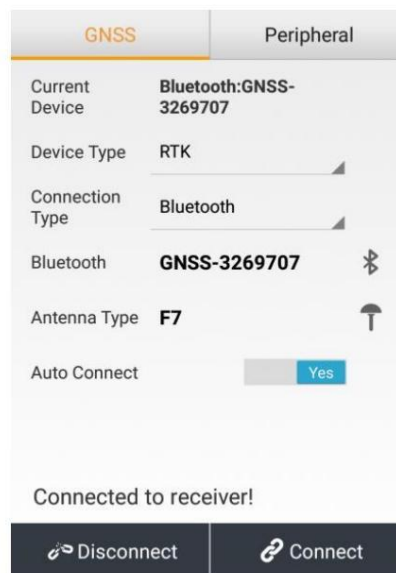 GNSS Peripheral
Current Device Bluetooth:GNSS-3269707
Device Type RTK
Connection Type Bluetooth
Bluetooth GNSS-3269707
Antenna Type F7
Auto Connect Yes
Connected to receiver!
Disconnect Connect